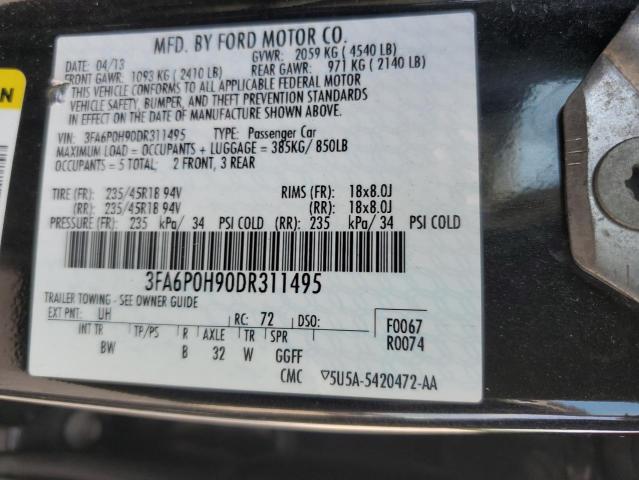 MFD. BY FORD MOTOR CO.
DATE: 04/13 GVWR: 2059 KG (4540 LB)
FRONT GAWR: 1093 KG (2410 LB) REAR GAWR: 971 KG (2140 LB)
THIS VEHICLE CONFORMS TO ALL APPLICABLE FEDERAL MOTOR
VEHICLE SAFETY, BUMPER, AND THEFT PREVENTION STANDARDS
IN EFFECT ON THE DATE OF MANUFACTURE SHOWN ABOVE.
VIN: 3FA6P0H90DR311495 TYPE: Passenger Car
MAXIMUM LOAD = OCCUPANTS + LUGGAGE = 385KG/ 850LB
OCCUPANTS = 5 TOTAL: 2 FRONT, 3 REAR
TIRE (FR): 235/45R18 94V RIMS (FR): 18x8.0J
(RR): 235/45R18 94V (RR): 18x8.0J
PRESSURE (FR): 235 kPa/ 34 PSI COLD (RR): 235 kPa/ 34 PSI COLD
3FA6P0H90DR311495
TRAILER TOWING - SEE OWNER GUIDE
EXT PNT: UH RC: 72 DSO: F0067
INT TR TP/PS R AXLE TR SPR R0074
BW B 32 W GGFF
CMC ▽5U5A-5420472-AA